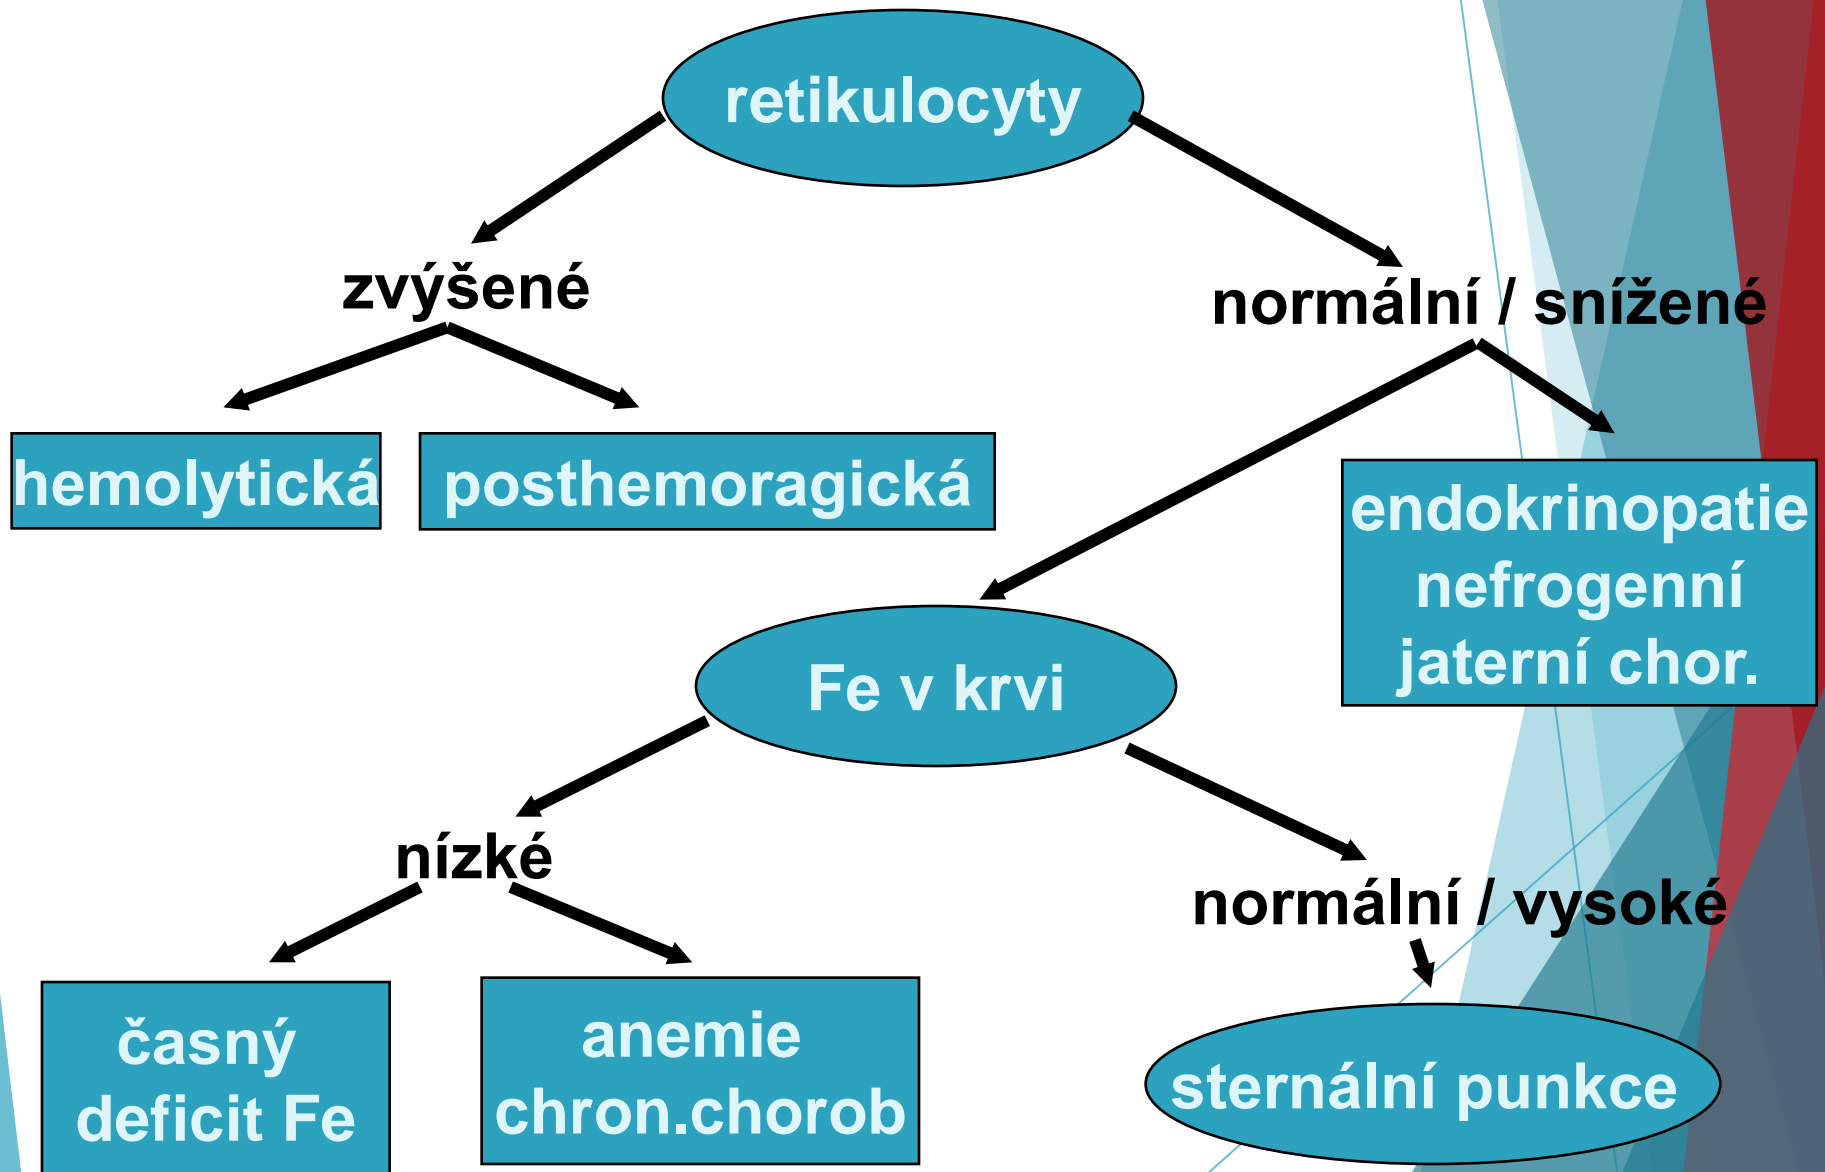 retikulocyty
zvýšené
normální / snížené
hemolytická
posthemoragická
endokrinopatie
nefrogenní
jaterní chor.
Fe v krvi
nízké
normální / vysoké
časný
deficit Fe
anemie
chron.chorob
sternální punkce